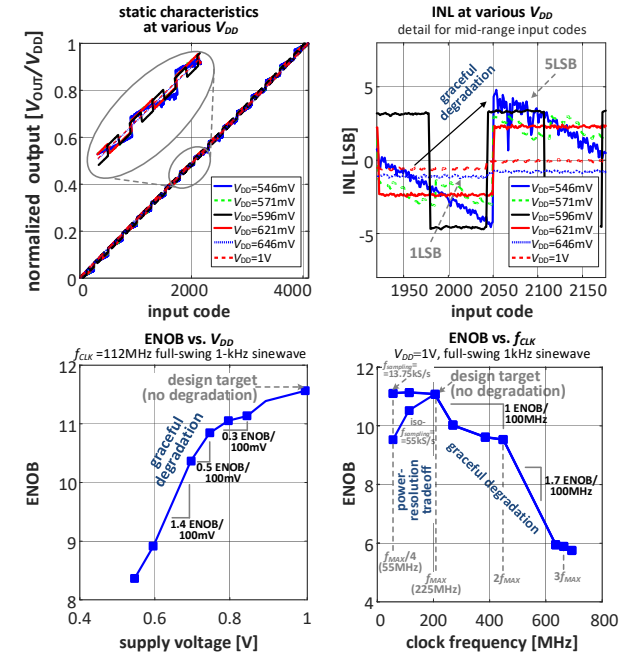 static characteristics
at various VDD
normalized output [VOUT/VDD]
1
0.8
0.6
0.4
0.2
0
0
2000
4000
input code
VDD=546mV
VDD=571mV
VDD=596mV
VDD=621mV
VDD=646mV
VDD=1V
INL at various VDD
detail for mid-range input codes
INL [LSB]
5
0
-5
graceful
degradation
5LSB
1LSB
VDD=546mV
VDD=571mV
VDD=596mV
VDD=621mV
VDD=646mV
VDD=1V
1950
2000
2050
2100
2150
input code
ENOB vs. VDD
fCLK =112MHz full-swing 1-kHz sinewave
ENOB
12
11
10
9
8
design target
(no degradation)
graceful
degradation
0.3 ENOB/
100mV
0.5 ENOB/
100mV
1.4 ENOB/
100mV
0.4
0.6
0.8
1
supply voltage [V]
ENOB vs. fCLK
VDD=1V, full-swing 1kHz sinewave
ENOB
12
10
8
6
4
fsampling=
=13.75kS/s
design target
(no degradation)
iso-
fsampling=
=55kS/s
1 ENOB/
100MHz
1.7 ENOB/
100MHz
power-
resolution
tradeoff
graceful degradation
fMAX/4
(55MHz)
fMAX
(225MHz)
2fMAX
3fMAX
0
200
400
600
800
clock frequency [MHz]